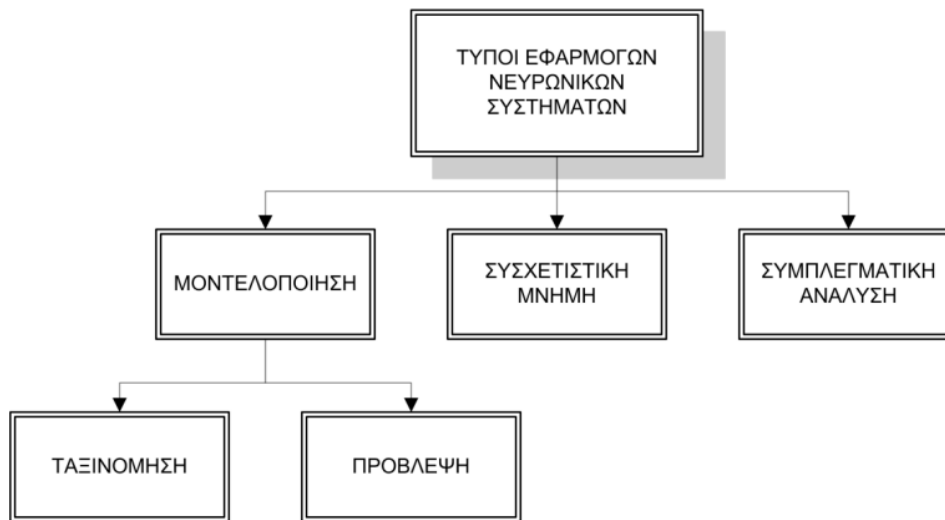 ΤΥΠΟΙ ΕΦΑΡΜΟΓΩΝ
ΝΕΥΡΩΝΙΚΩΝ
ΣΥΣΤΗΜΑΤΩΝ
ΜΟΝΤΕΛΟΠΟΙΗΣΗ
ΣΥΣΧΕΤΙΣΤΙΚΗ
ΜΝΗΜΗ
ΣΥΜΠΛΕΓΜΑΤΙΚΗ
ΑΝΑΛΥΣΗ
ΤΑΞΙΝΟΜΗΣΗ
ΠΡΟΒΛΕΨΗ